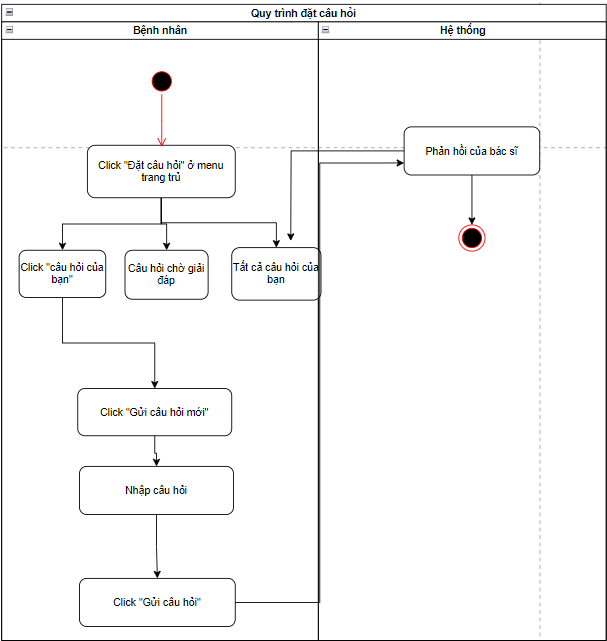 Quy trình đặt câu hỏi
Bệnh nhân
Hệ thống
Click "Đặt câu hỏi" ở menu
trang trủ
Phản hồi của bác sĩ
Click "câu hỏi của
bạn"
Câu hỏi chờ giải
đáp
Tất cả câu hỏi của
bạn
Click "Gửi câu hỏi mới"
Nhập câu hỏi
Click "Gửi câu hỏi"